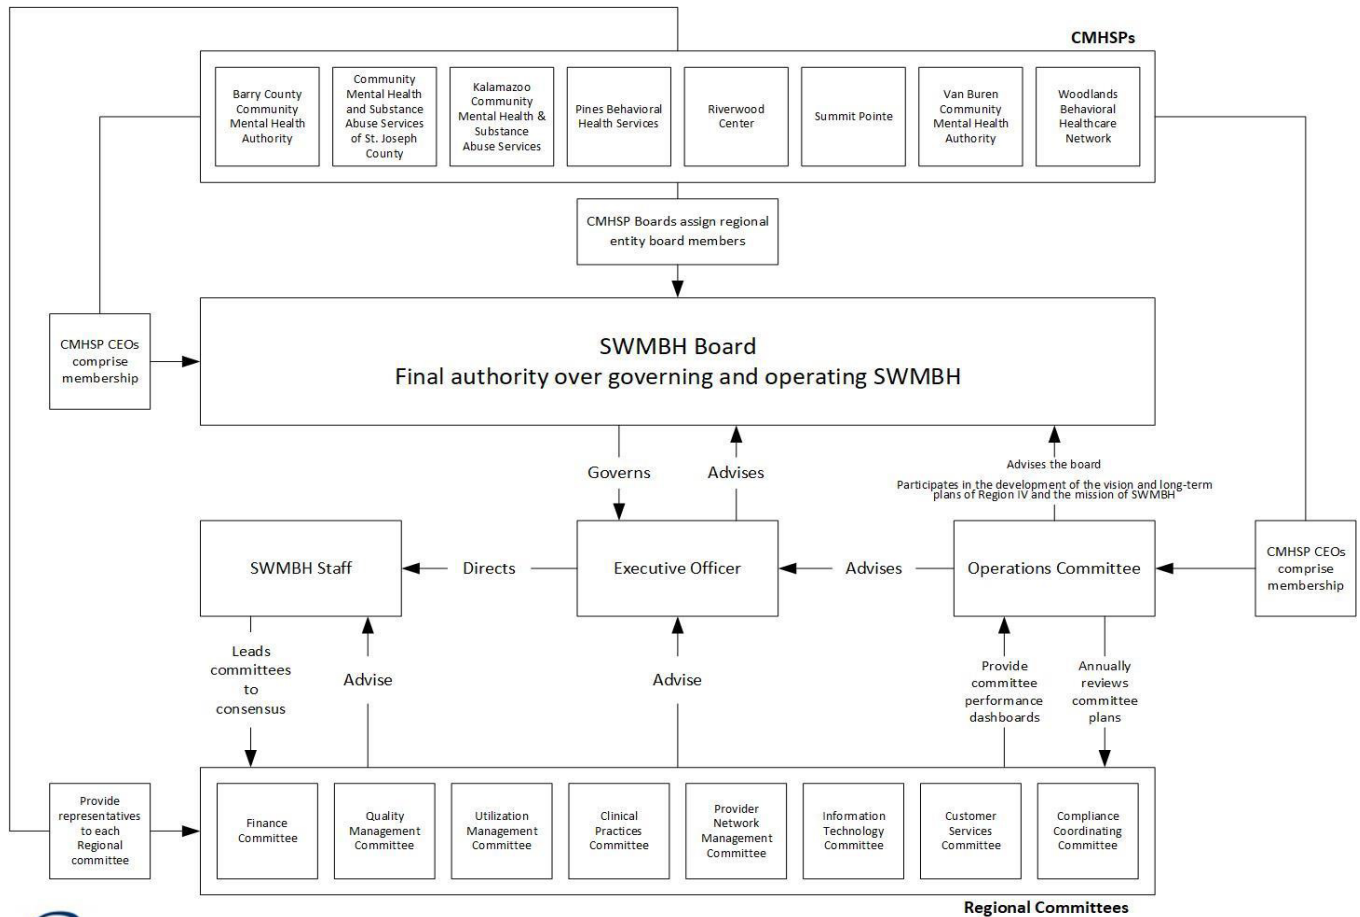 CMHSPs
Barry County
Community
Mental Health
Authority
Community
Mental Health
and Substance
Abuse Services
of St. Joseph
County
Kalamazoo
Community
Mental Health &
Substance
Abuse Services
Pines Behavioral
Health Services
Riverwood
Center
Summit Pointe
Van Buren
Community
Mental Health
Authority
Woodlands
Behavioral
Healthcare
Network
CMHSP Boards assign regional
entity board members
CMHSP CEOs
comprise
membership
SWMBH Board
Final authority over governing and operating SWMBH
Governs
Advises
Advises the board
Participates in the development of the vision and long-term
plans of Region IV and the mission of SWMBH
SWMBH Staff
Directs
Executive Officer
Advises
Operations Committee
CMHSP CEOs
comprise
membership
Leads
committees
to
consensus
Advise
Advise
Provide
committee
performance
dashboards
Annually
reviews
committee
plans
Provide
representatives
to each
Regional
committee
Finance
Committee
Quality
Management
Committee
Utilization
Management
Committee
Clinical
Practices
Committee
Provider
Network
Management
Committee
Information
Technology
Committee
Customer
Services
Committee
Compliance
Coordinating
Committee
Regional Committees